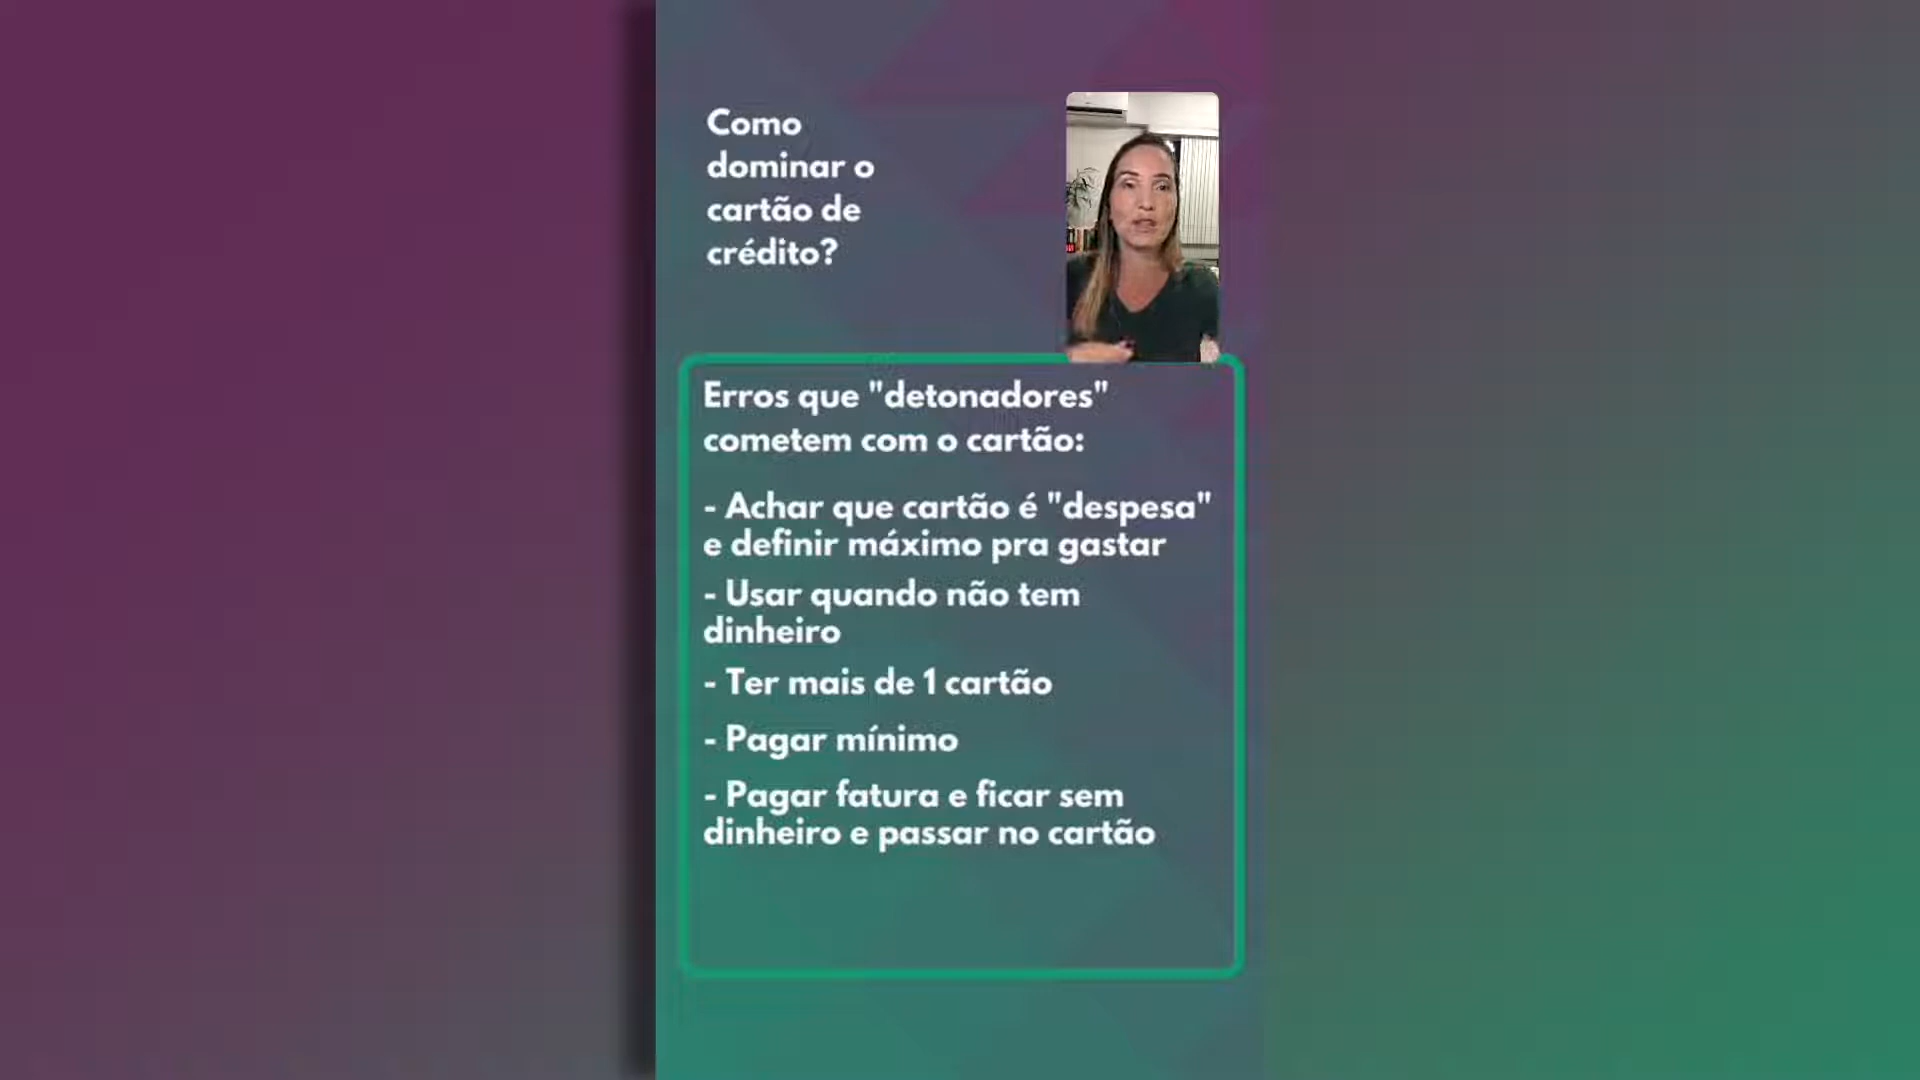 Como
dominar o
cartão de
crédito?
Erros que "detonadores"
cometem com o cartão:
- Achar que cartão é "despesa"
e definir máximo pra gastar
- Usar quando não tem
dinheiro
- Ter mais de 1 cartão
- Pagar mínimo
- Pagar fatura e ficar sem
dinheiro e passar no cartão